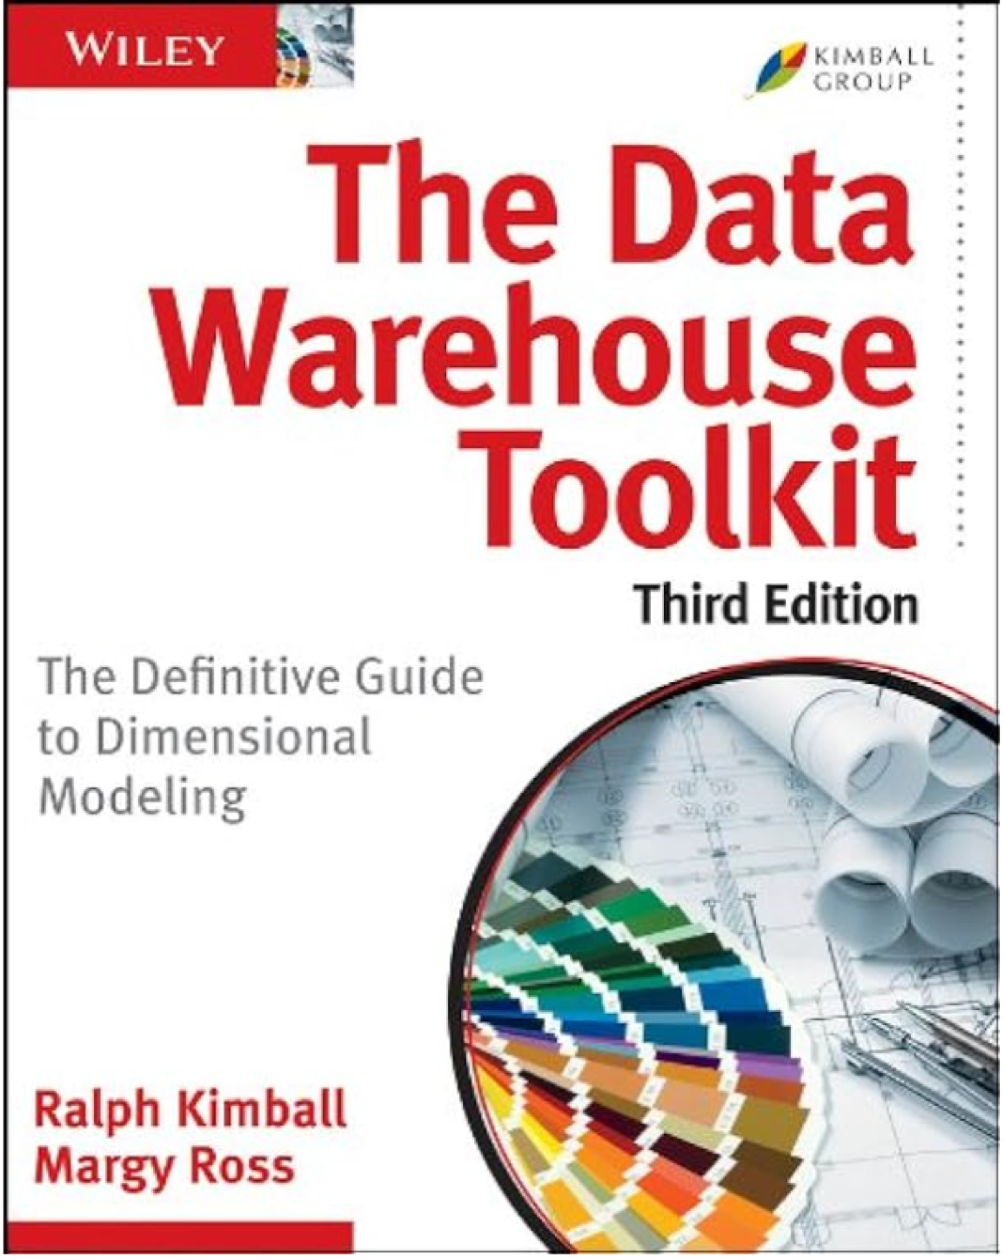 WILEY
KIMBALL
GROUP
The Data
Warehouse
Toolkit
Third Edition
The Definitive Guide
to Dimensional
Modeling
Ralph Kimball
Margy Ross